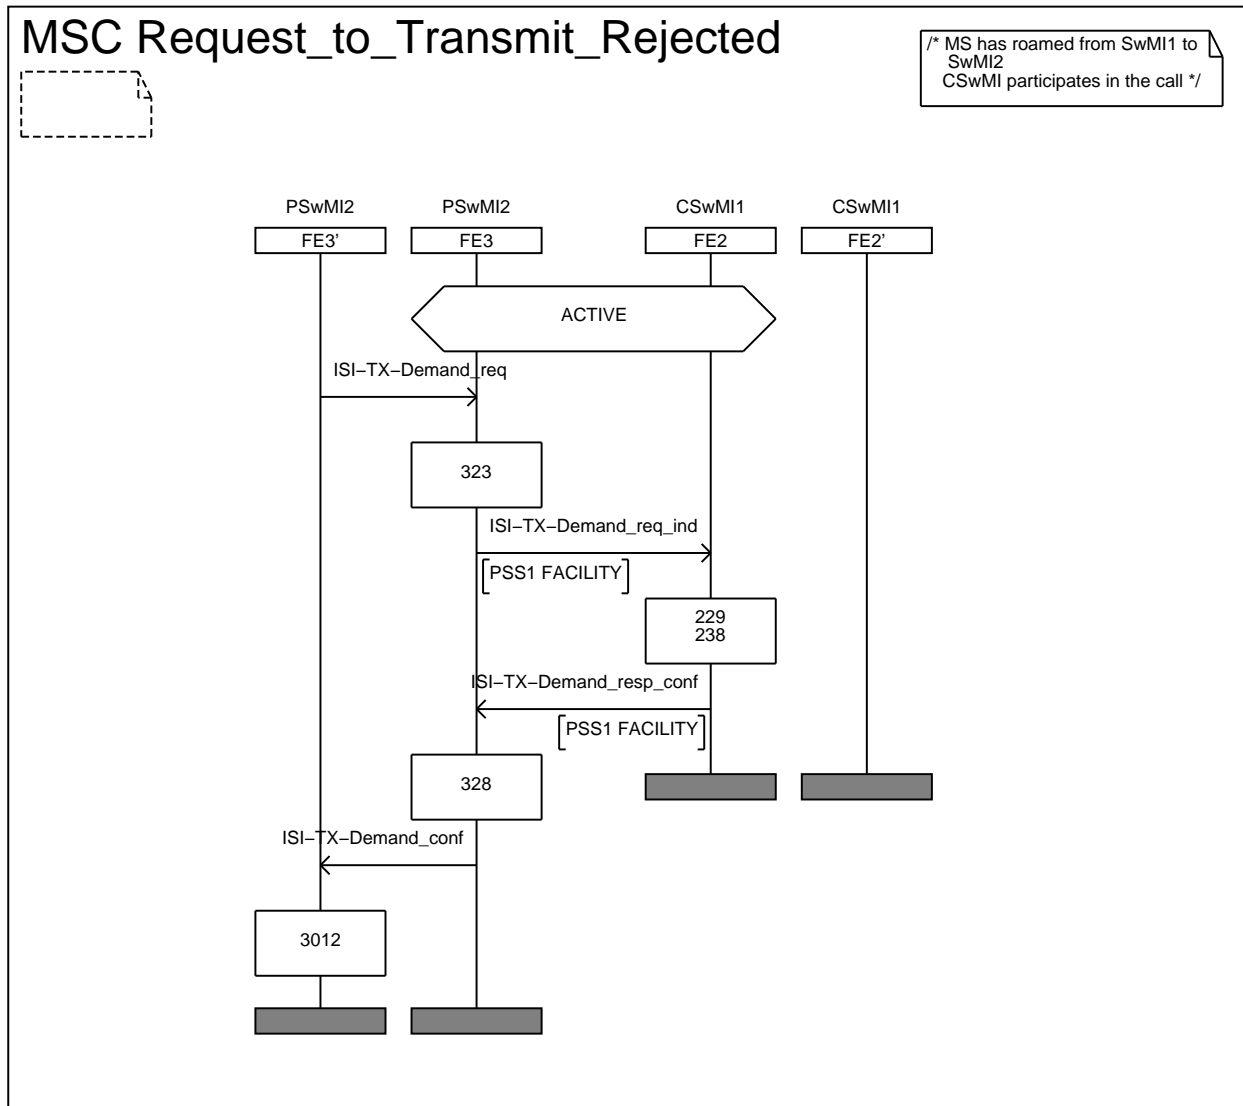 MSC Request_to_Transmit_Rejected
/* MS has roamed from SwMI1 to
SwMI2
CSwMI participates in the call */
PSwMI2 PSwMI2 CSwMI1 CSwMI1
FE3' FE3 FE2 FE2'
ACTIVE
ISI–TX–Demand_req
323
ISI–TX–Demand_req_ind
PSS1 FACILITY
229
238
ISI–TX–Demand_resp_conf
PSS1 FACILITY
328
ISI–TX–Demand_conf
3012